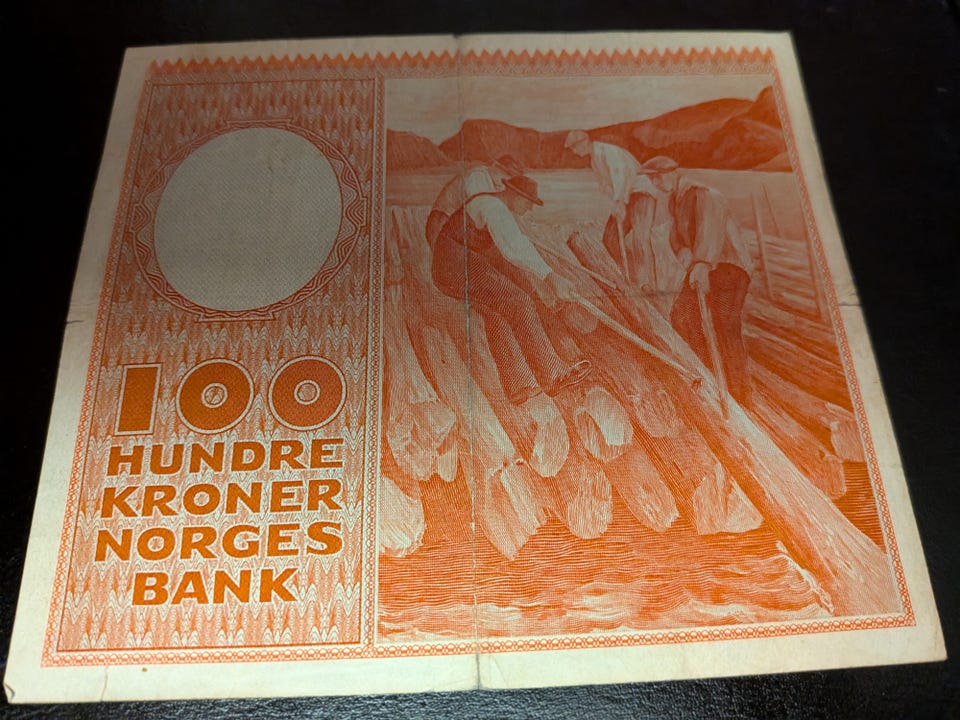 100
HUNDRE
KRONER
NORGES
BANK